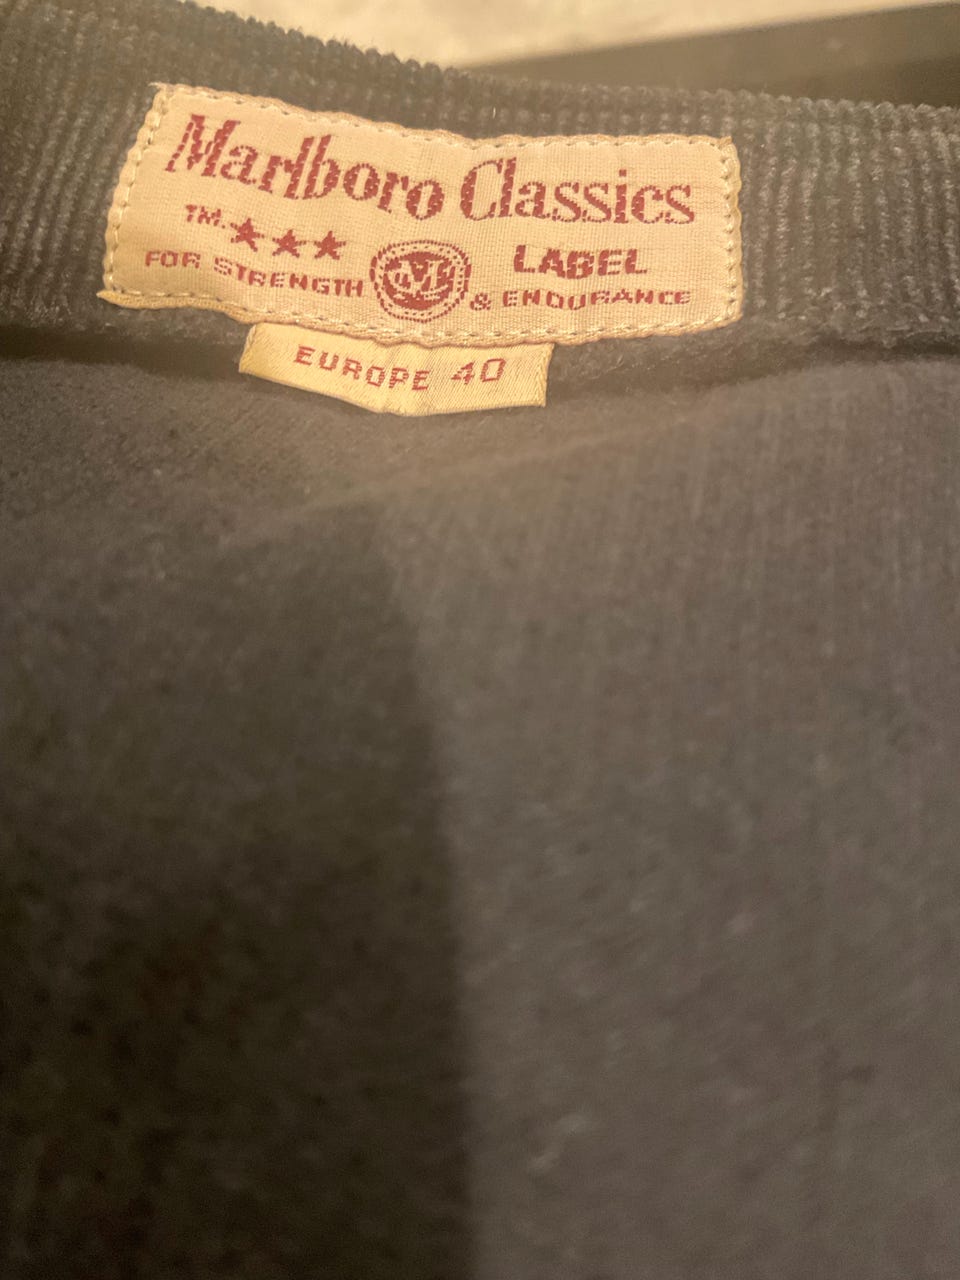 Marlboro Classics
TM. ★★★ LABEL
FOR STRENGTH & ENDURANCE
EUROPE 40